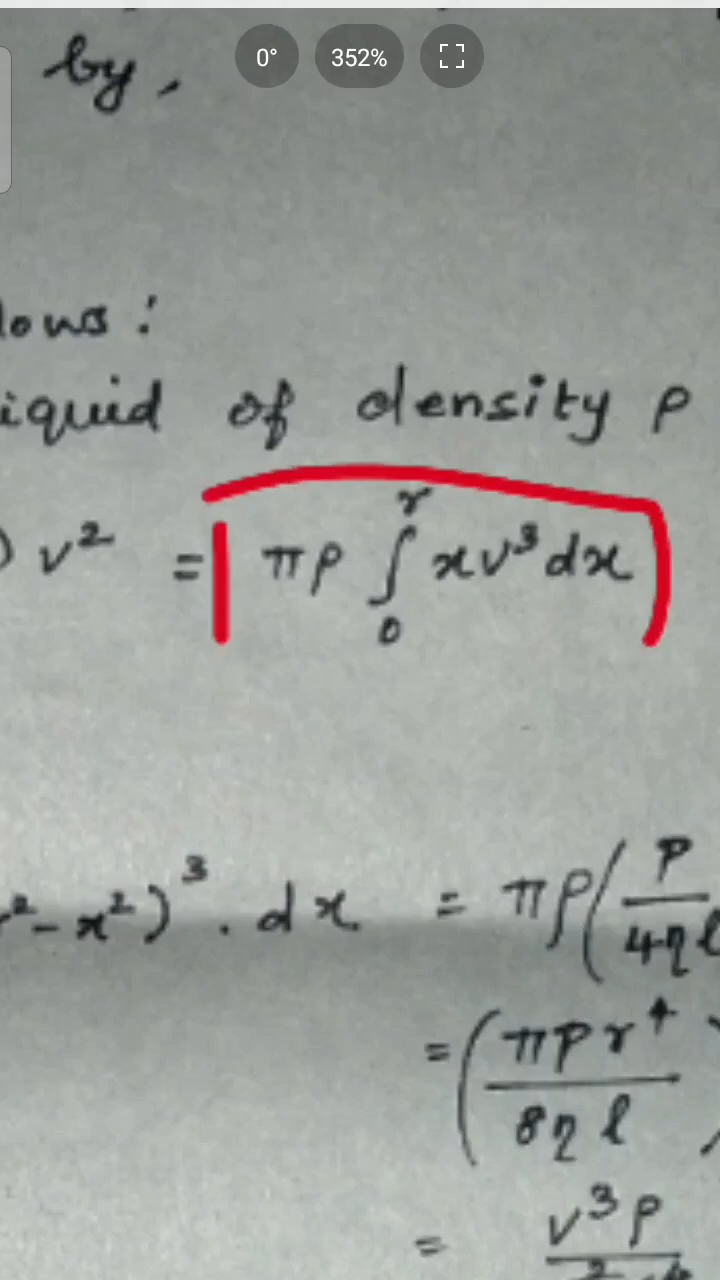 0° 352%
by,
lows:
iquid of density ρ
) v² = πρ ∫₀ʳ xv³dx
r²-x²)³. dx = πρ(P/4ηl
= (πPr⁴/8ηl)
= v³ρ